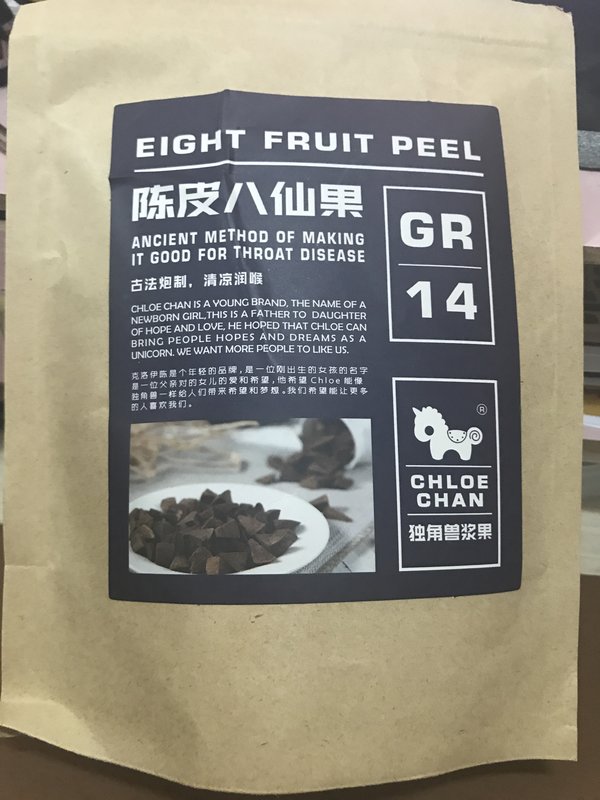 EIGHT FRUIT PEEL
陈皮八仙果
ANCIENT METHOD OF MAKING
IT GOOD FOR THROAT DISEASE
古法炮制，清凉润喉
CHLOE CHAN IS A YOUNG BRAND, THE NAME OF A
NEWBORN GIRL,THIS IS A FATHER TO DAUGHTER
OF HOPE AND LOVE, HE HOPED THAT CHLOE CAN
BRING PEOPLE HOPES AND DREAMS AS A
UNICORN. WE WANT MORE PEOPLE TO LIKE US.
克洛伊陈是个年轻的品牌，是一位刚出生的女孩的名字
是一位父亲对的女儿的爱和希望，他希望Chloe能像
独角兽一样给人们带来希望和梦想。我们希望能让更多
的人喜欢我们。
GR
14
®
CHLOE
CHAN
独角兽浆果